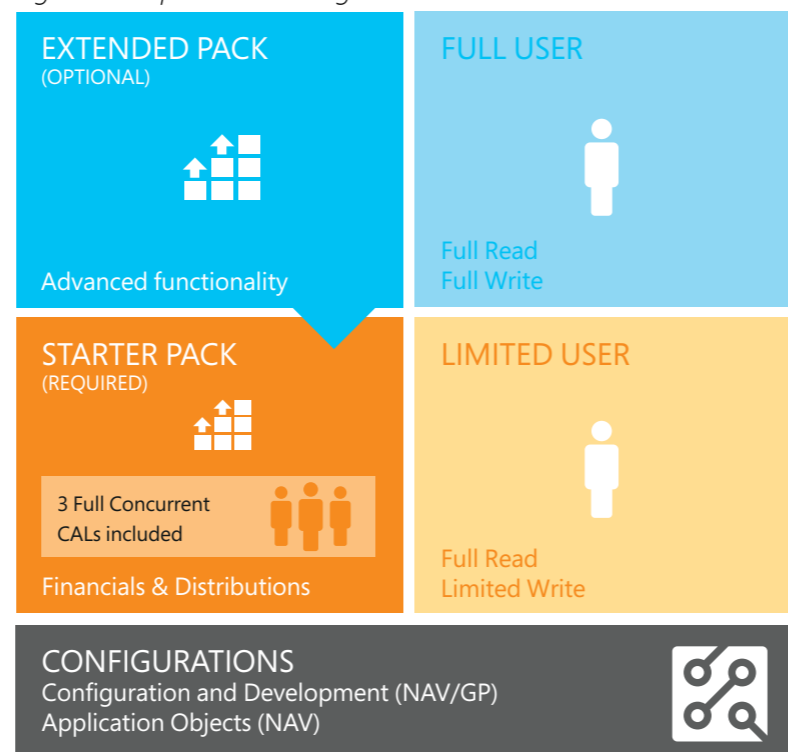 EXTENDED PACK
(OPTIONAL)
Advanced functionality
FULL USER
Full Read
Full Write
STARTER PACK
(REQUIRED)
3 Full Concurrent
CALs included
Financials & Distributions
LIMITED USER
Full Read
Limited Write
CONFIGURATIONS
Configuration and Development (NAV/GP)
Application Objects (NAV)